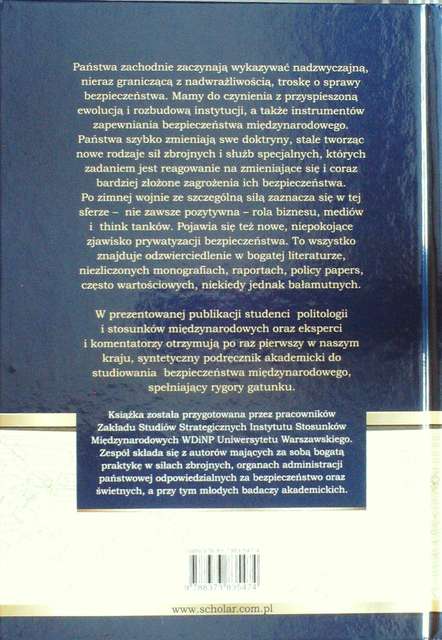 Państwa zachodnie zaczynają wykazywać nadzwyczajną,
nieraz graniczącą z nadwrażliwością, troskę o sprawy
bezpieczeństwa. Mamy do czynienia z przyspieszoną
ewolucją i rozbudową instytucji, a także instrumentów
zapewniania bezpieczeństwa międzynarodowego.
Państwa szybko zmieniają swe doktryny, stale tworząc
nowe rodzaje sił zbrojnych i służb specjalnych, których
zadaniem jest reagowanie na zmieniające się i coraz
bardziej złożone zagrożenia ich bezpieczeństwa.
Po zimnej wojnie ze szczególną siłą zaznacza się w tej
sferze – nie zawsze pozytywna – rola biznesu, mediów
i think tanków. Pojawia się też nowe, niepokojące
zjawisko prywatyzacji bezpieczeństwa. To wszystko
znajduje odzwierciedlenie w bogatej literaturze,
niezliczonych monografiach, raportach, policy papers,
często wartościowych, niekiedy jednak bałamutnych.
W prezentowanej publikacji studenci politologii
i stosunków międzynarodowych oraz eksperci
i komentatorzy otrzymują po raz pierwszy w naszym
kraju, syntetyczny podręcznik akademicki do
studiowania bezpieczeństwa międzynarodowego,
spełniający rygory gatunku.
Książka została przygotowana przez pracowników
Zakładu Studiów Strategicznych Instytutu Stosunków
Międzynarodowych WDiNP Uniwersytetu Warszawskiego.
Zespół składa się z autorów mających za sobą bogatą
praktykę w siłach zbrojnych, organach administracji
państwowej odpowiedzialnych za bezpieczeństwo oraz
świetnych, a przy tym młodych badaczy akademickich.
9 788373 835474
www.scholar.com.pl